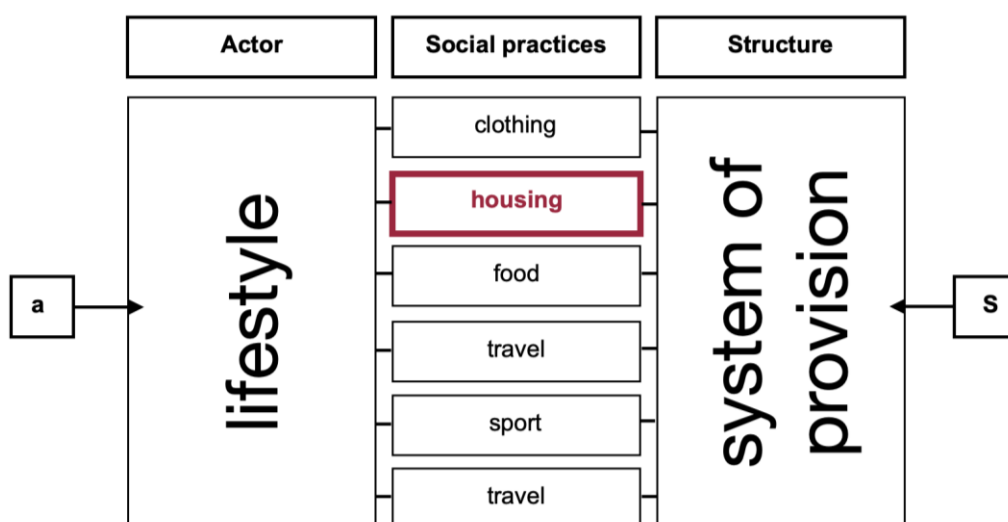 Actor
Social practices
Structure
clothing
housing
food
travel
sport
travel
lifestyle
system of
provision
a
S